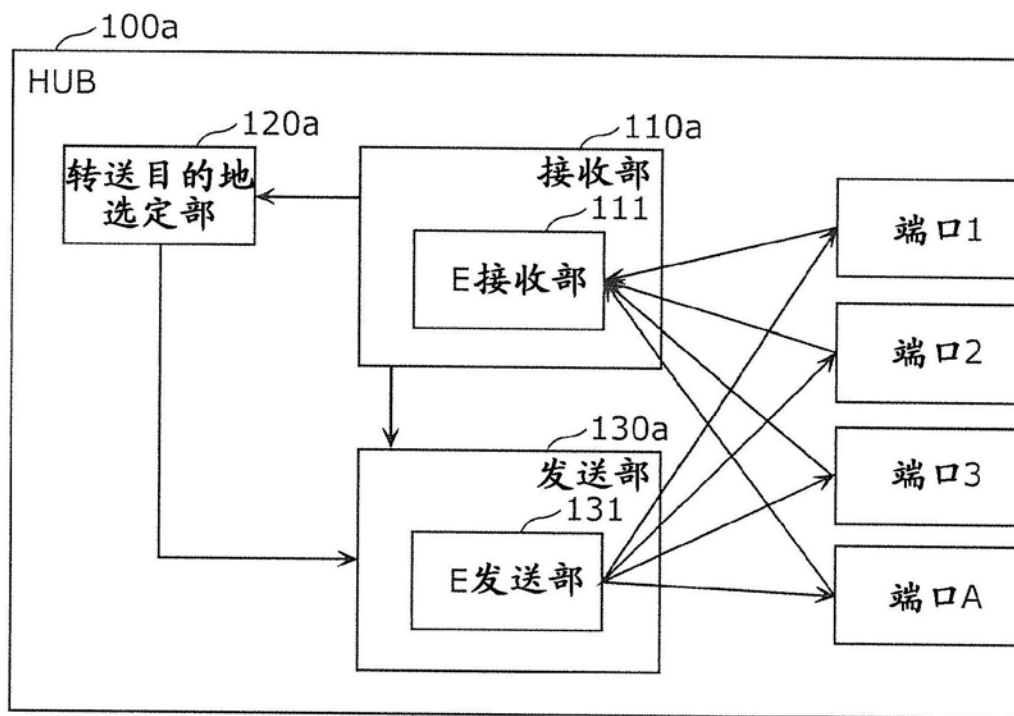 100a
HUB
120a
转送目的地
选定部
110a
接收部
111
E接收部
端口1
端口2
130a
发送部
131
E发送部
端口3
端口A